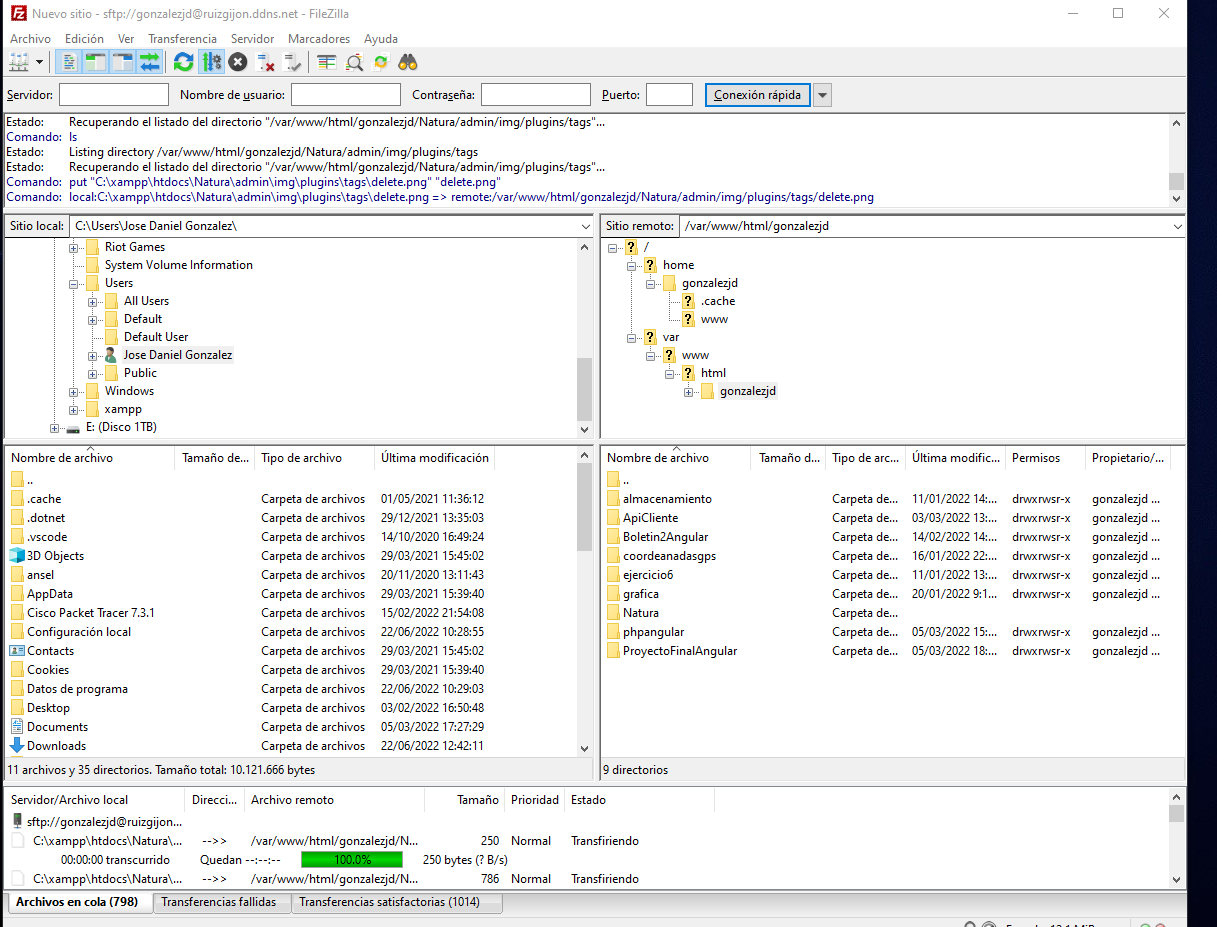 Nuevo sitio - sftp://gonzalezjd@ruizgijon.ddns.net - FileZilla
Archivo Edición Ver Transferencia Servidor Marcadores Ayuda
Servidor: Nombre de usuario: Contraseña: Puerto: Conexión rápida
Estado: Recuperando el listado del directorio "/var/www/html/gonzalezjd/Natura/admin/img/plugins/tags"...
Comando: ls
Estado: Listing directory /var/www/html/gonzalezjd/Natura/admin/img/plugins/tags
Estado: Recuperando el listado del directorio "/var/www/html/gonzalezjd/Natura/admin/img/plugins/tags"...
Comando: put "C:\xampp\htdocs\Natura\admin\img\plugins\tags\delete.png" "delete.png"
Comando: local:C:\xampp\htdocs\Natura\admin\img\plugins\tags\delete.png => remote:/var/www/html/gonzalezjd/Natura/admin/img/plugins/tags/delete.png
Sitio local: C:\Users\Jose Daniel Gonzalez\
Riot Games
System Volume Information
Users
All Users
Default
Default User
Jose Daniel Gonzalez
Public
Windows
xampp
E: (Disco 1TB)
Sitio remoto: /var/www/html/gonzalezjd
/
home
gonzalezjd
.cache
www
var
www
html
gonzalezjd
Nombre de archivo Tamaño de... Tipo de archivo Última modificación
..
.cache Carpeta de archivos 01/05/2021 11:36:12
.dotnet Carpeta de archivos 29/12/2021 13:35:03
.vscode Carpeta de archivos 14/10/2020 16:49:24
3D Objects Carpeta de archivos 29/03/2021 15:45:02
ansel Carpeta de archivos 20/11/2020 13:11:43
AppData Carpeta de archivos 29/03/2021 15:39:40
Cisco Packet Tracer 7.3.1 Carpeta de archivos 15/02/2022 21:54:08
Configuración local Carpeta de archivos 22/06/2022 10:28:55
Contacts Carpeta de archivos 29/03/2021 15:45:02
Cookies Carpeta de archivos 29/03/2021 15:39:40
Datos de programa Carpeta de archivos 22/06/2022 10:29:03
Desktop Carpeta de archivos 03/02/2022 16:50:48
Documents Carpeta de archivos 05/03/2022 17:27:29
Downloads Carpeta de archivos 22/06/2022 12:42:11
11 archivos y 35 directorios. Tamaño total: 10.121.666 bytes
Nombre de archivo Tamaño d... Tipo de arc... Última modific... Permisos Propietario/...
..
almacenamiento Carpeta de... 11/01/2022 14:... drwxrwsr-x gonzalezjd ...
ApiCliente Carpeta de... 03/03/2022 13:... drwxrwsr-x gonzalezjd ...
Boletin2Angular Carpeta de... 14/02/2022 14:... drwxrwsr-x gonzalezjd ...
coordeanadasgps Carpeta de... 16/01/2022 22:... drwxrwsr-x gonzalezjd ...
ejercicio6 Carpeta de... 11/01/2022 13:... drwxrwsr-x gonzalezjd ...
grafica Carpeta de... 20/01/2022 9:1... drwxrwsr-x gonzalezjd ...
Natura Carpeta de...
phpangular Carpeta de... 05/03/2022 15:... drwxrwsr-x gonzalezjd ...
ProyectoFinalAngular Carpeta de... 05/03/2022 18:... drwxrwsr-x gonzalezjd ...
9 directorios
Servidor/Archivo local Direcci... Archivo remoto Tamaño Prioridad Estado
sftp://gonzalezjd@ruizgijon...
C:\xampp\htdocs\Natura\... -->> /var/www/html/gonzalezjd/N... 250 Normal Transfiriendo
00:00:00 transcurrido Quedan --:--:-- 100.0% 250 bytes (? B/s)
C:\xampp\htdocs\Natura\... -->> /var/www/html/gonzalezjd/N... 786 Normal Transfiriendo
Archivos en cola (798) Transferencias fallidas Transferencias satisfactorias (1014)